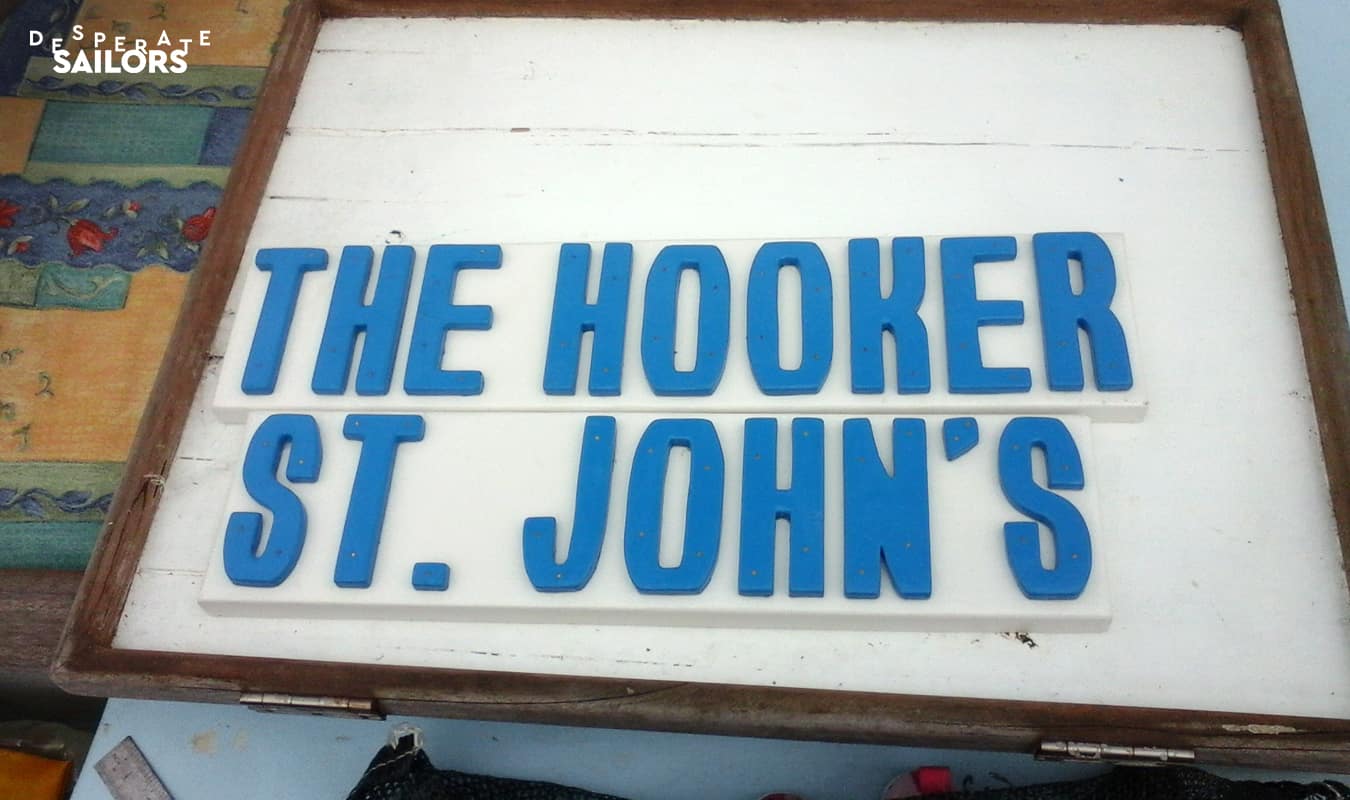 DESPERATE
SAILORS
THE HOOKER
ST. JOHN'S